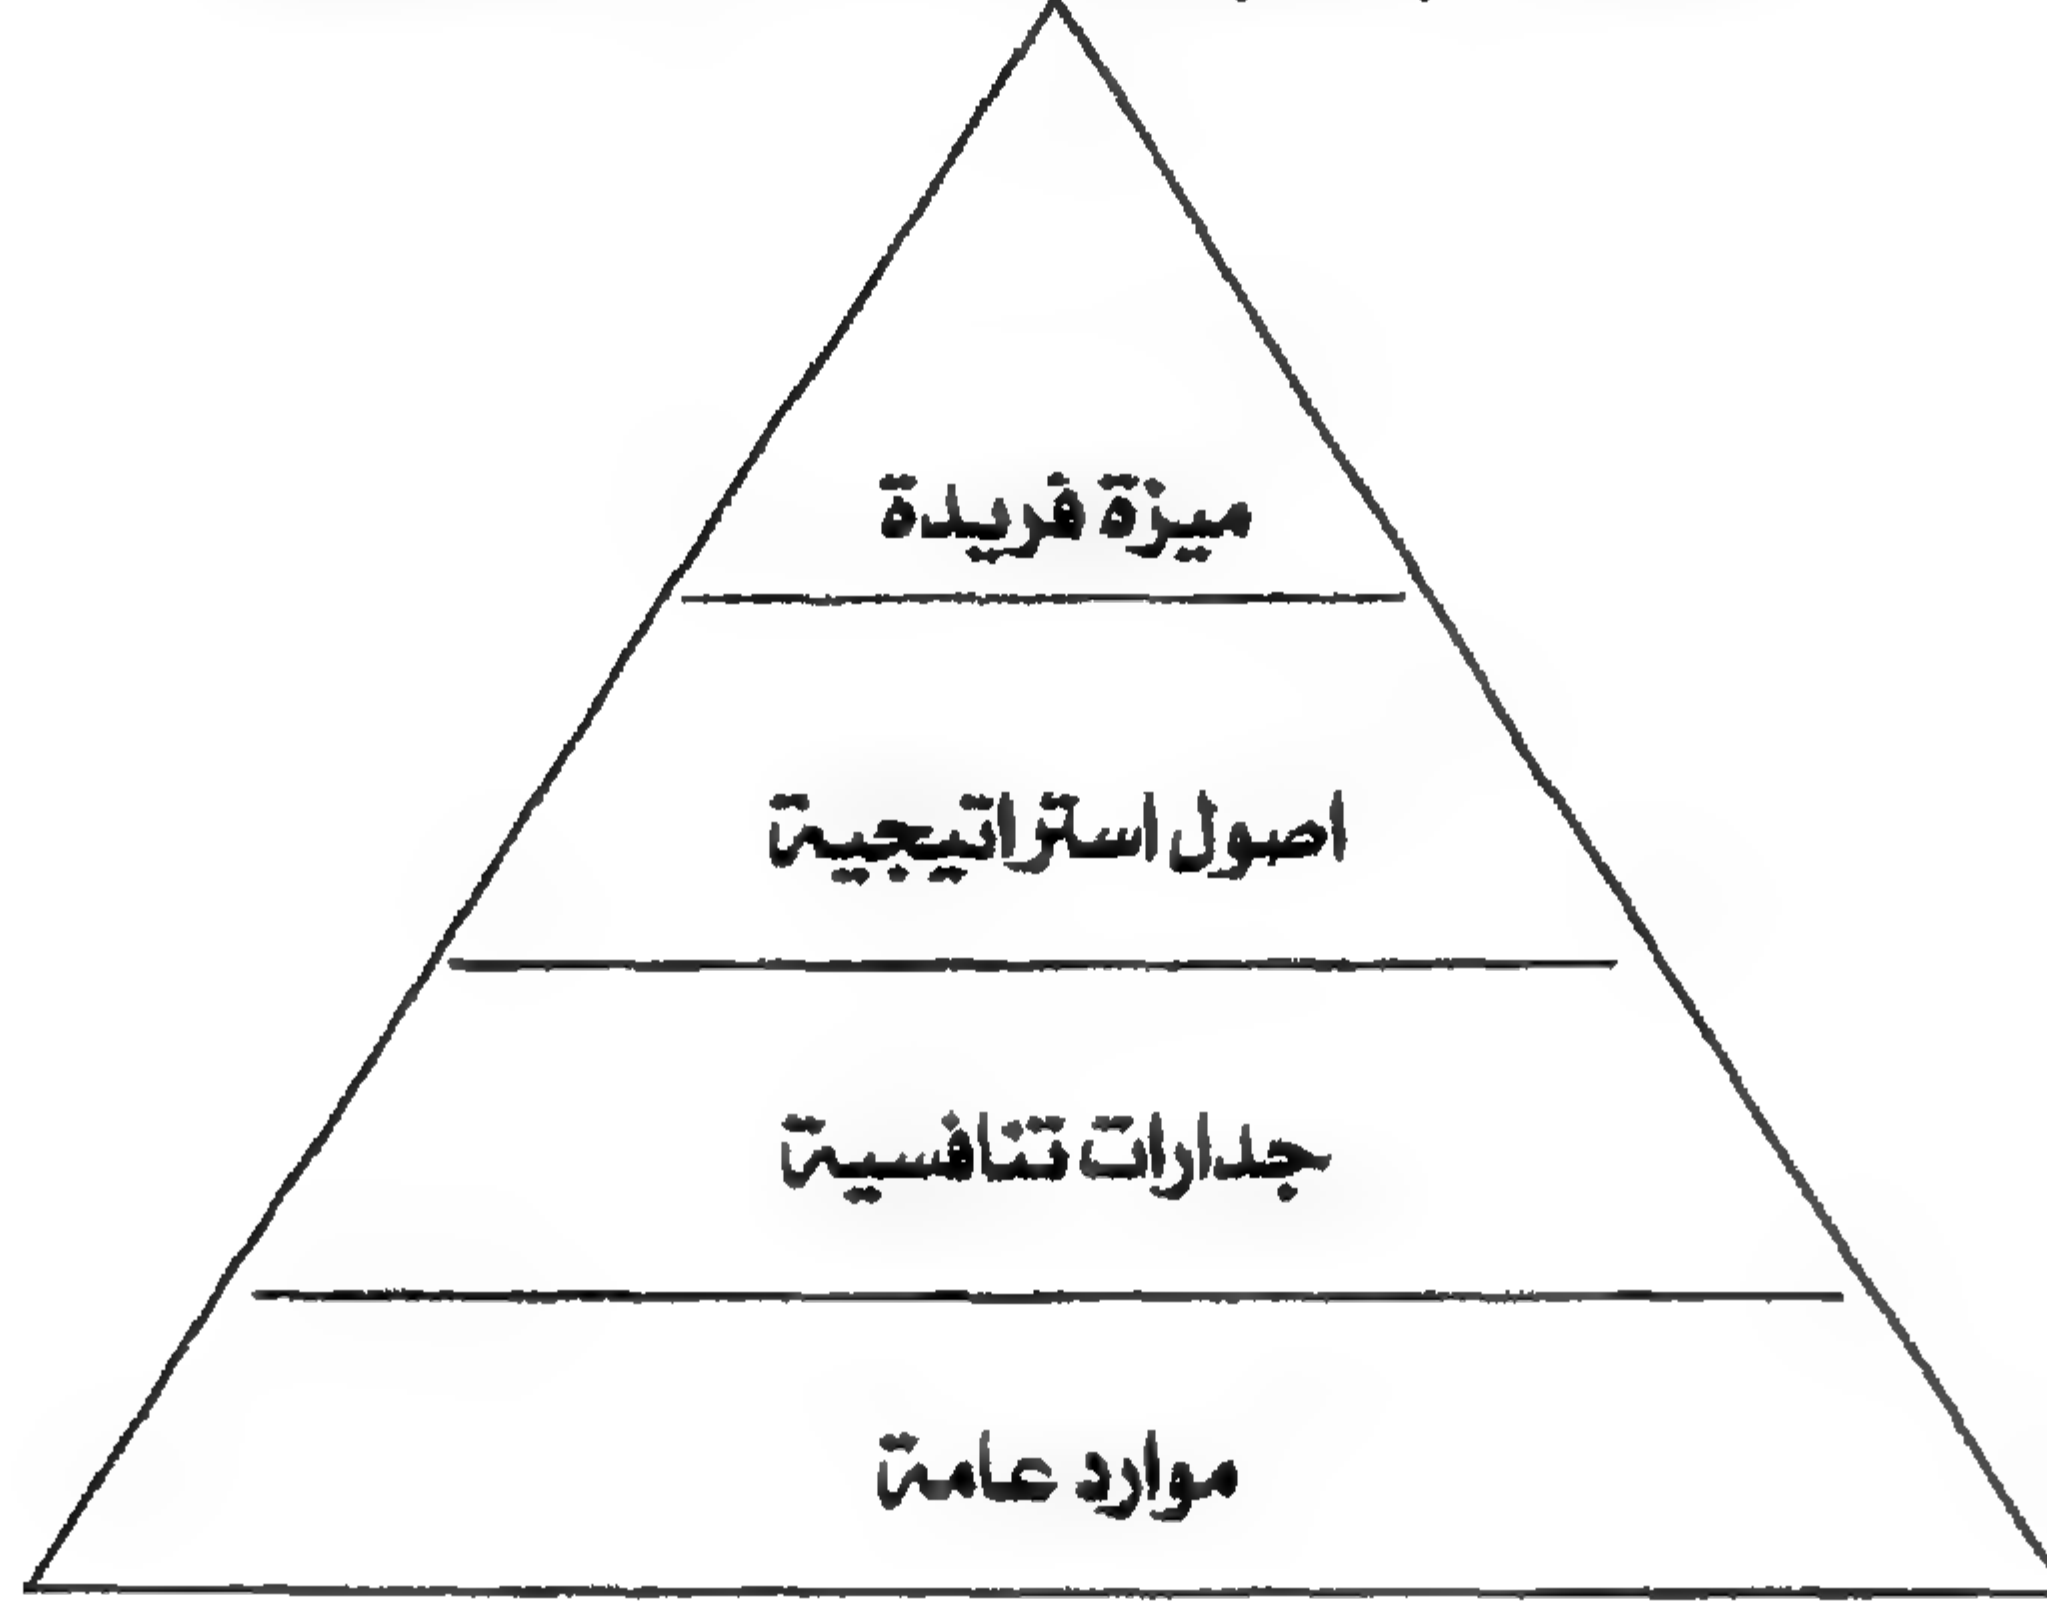 ميزة فريدة
اصول استراتيجية
جدارات تنافسية
موارد عامة